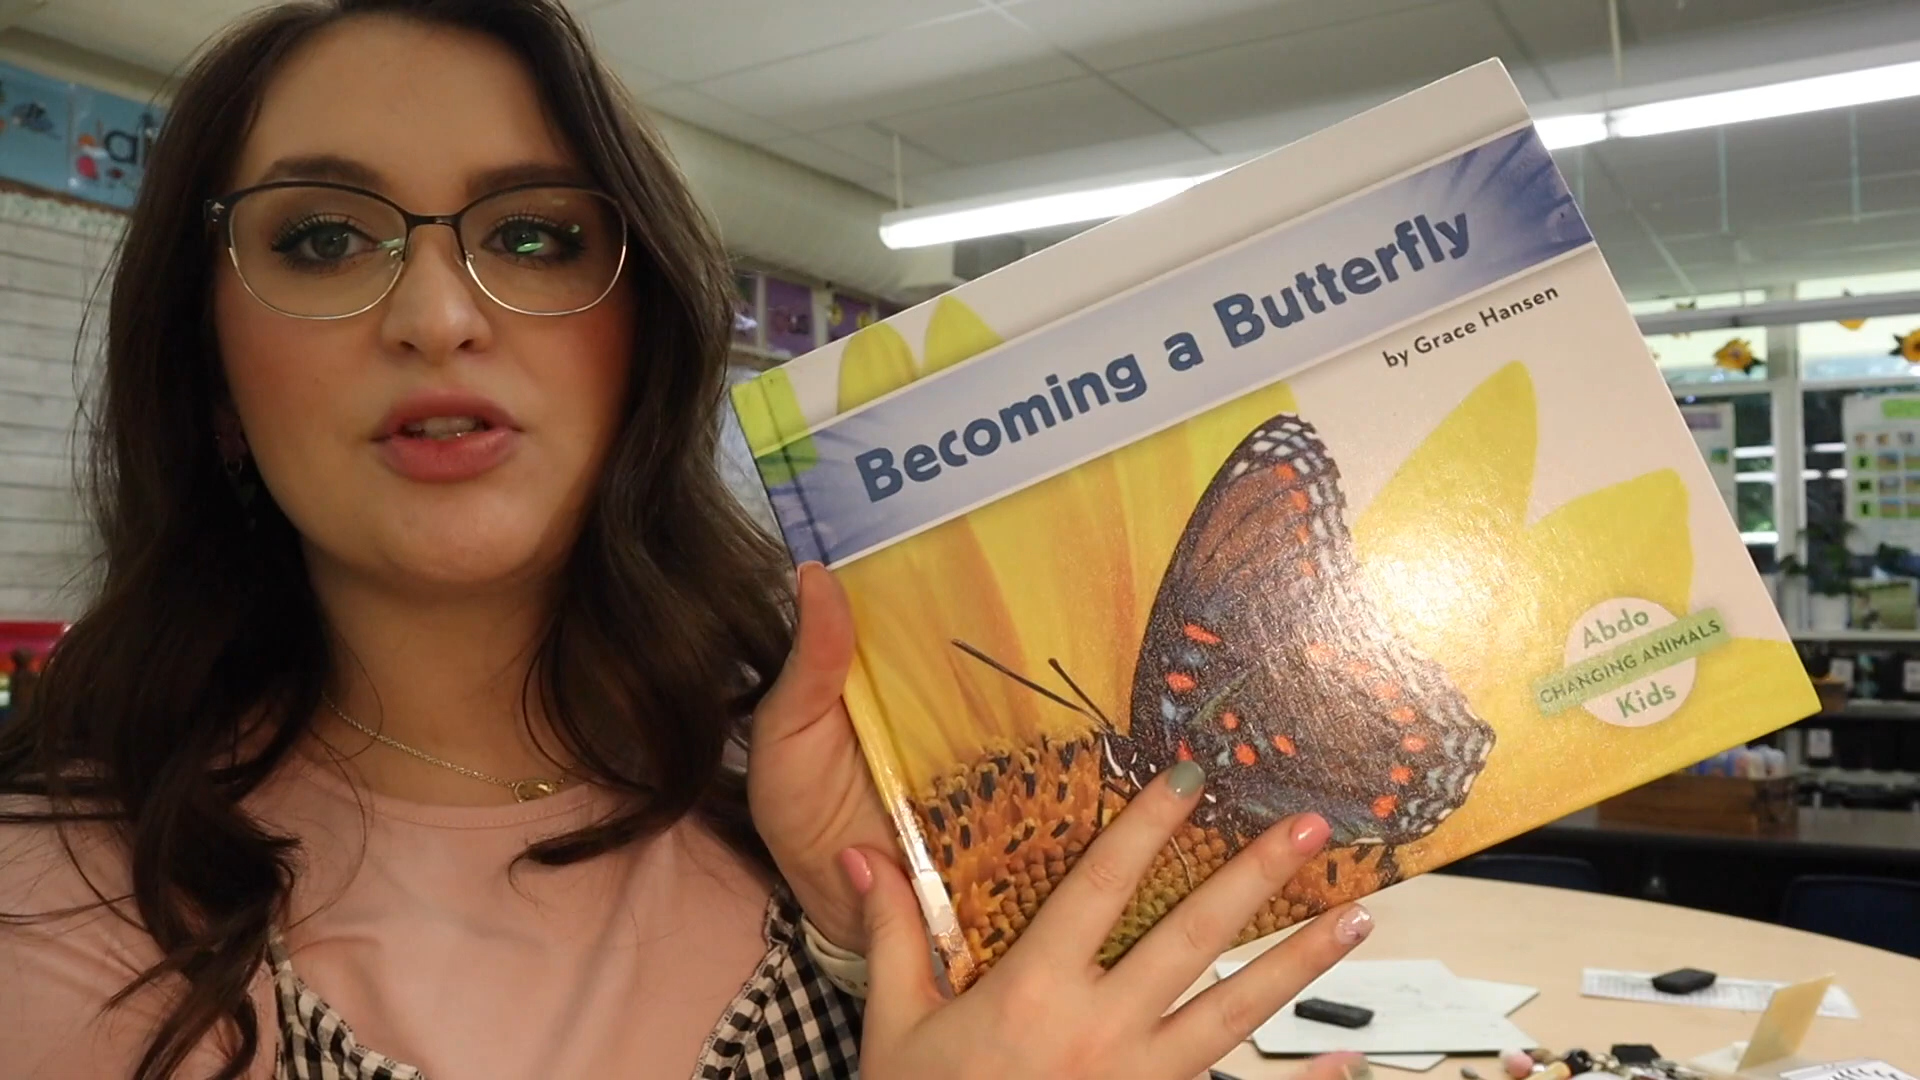 Becoming a Butterfly
by Grace Hansen
Abdo
CHANGING ANIMALS
Kids